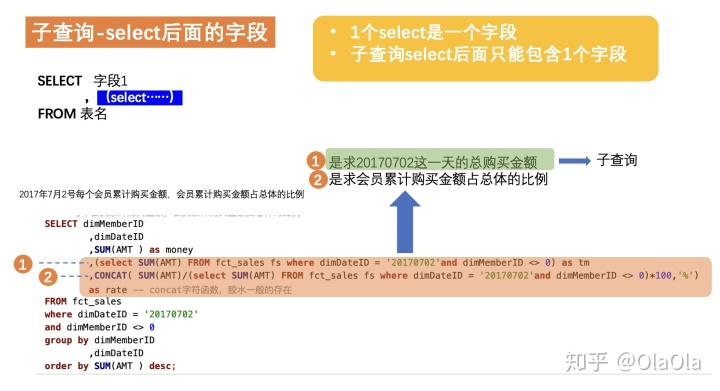 子查询-select后面的字段
• 1个select是一个字段
• 子查询select后面只能包含1个字段
SELECT 字段1
, (select……)
FROM 表名
1 是求20170702这一天的总购买金额 子查询
2 是求会员累计购买金额占总体的比例
2017年7月2号每个会员累计购买金额，会员累计购买金额占总体的比例
SELECT dimMemberID
,dimDateID
,SUM(AMT ) as money
1 ,(select SUM(AMT) FROM fct_sales fs where dimDateID = '20170702'and dimMemberID <> 0) as tm
2 ,CONCAT( SUM(AMT)/(select SUM(AMT) FROM fct_sales fs where dimDateID = '20170702'and dimMemberID <> 0)*100,'%')
as rate -- concat字符函数，胶水一般的存在
FROM fct_sales
where dimDateID = '20170702'
and dimMemberID <> 0
group by dimMemberID
,dimDateID
order by SUM(AMT ) desc;
知乎 @OlaOla